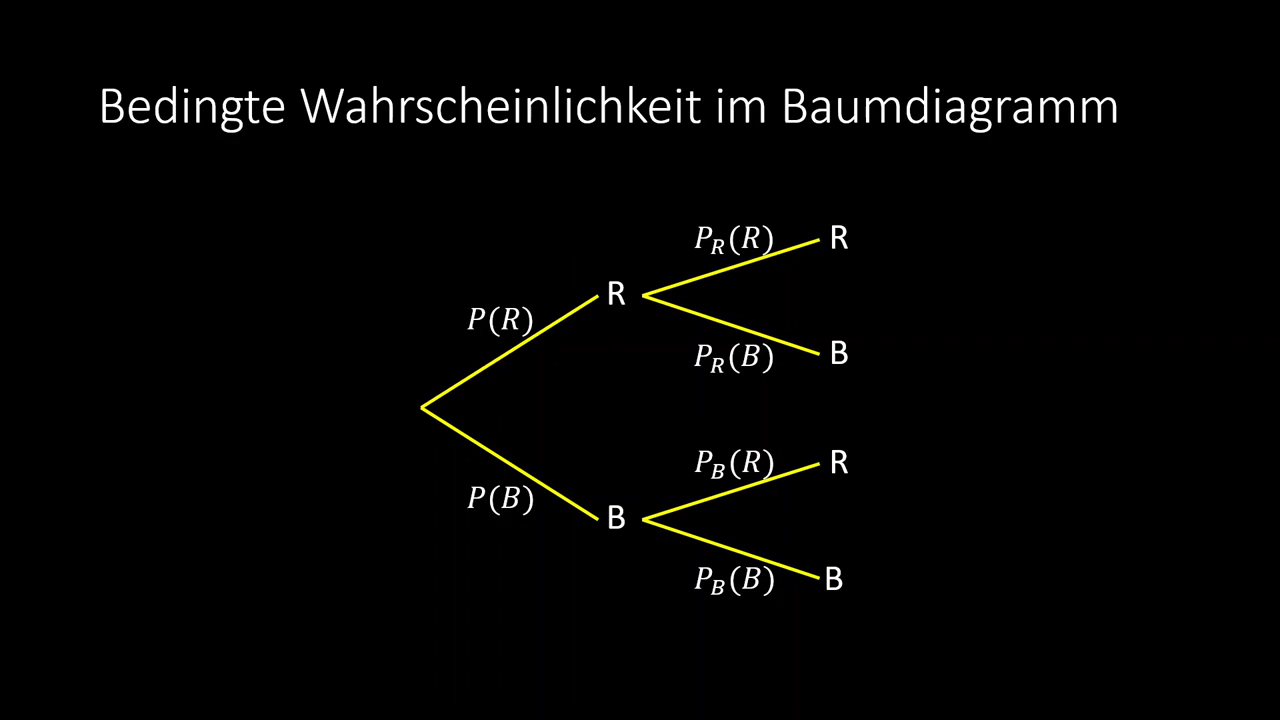 Bedingte Wahrscheinlichkeit im Baumdiagramm
P_R(R)
R
P(R)
R
P_R(B)
B
P_B(R)
R
P(B)
B
P_B(B)
B